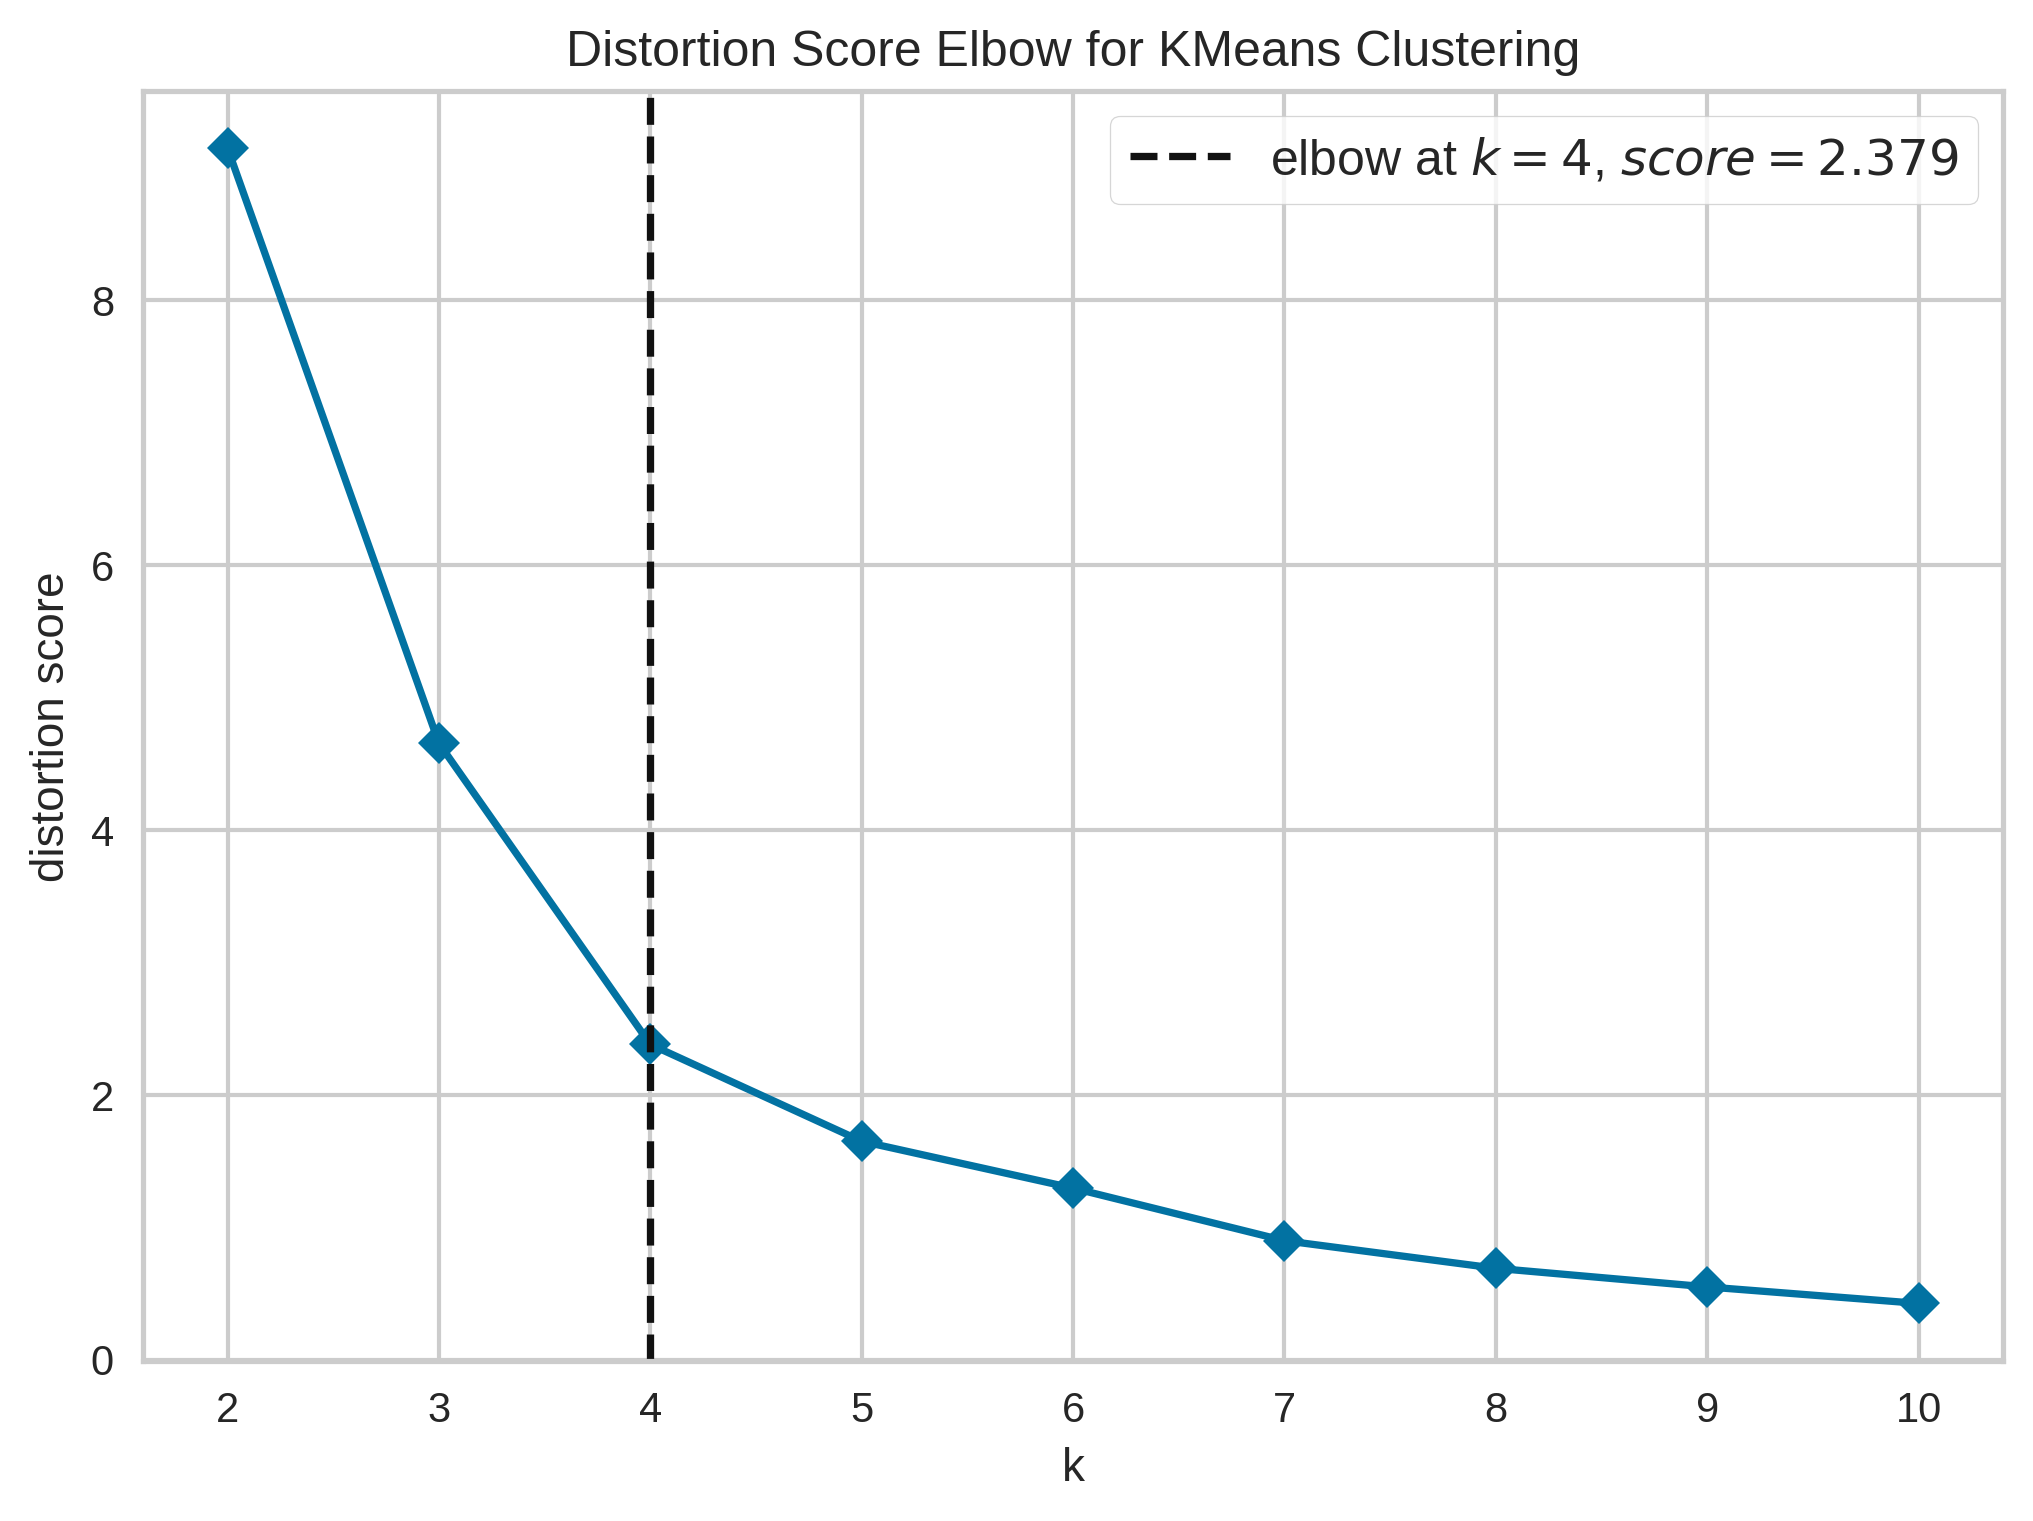 Distortion Score Elbow for KMeans Clustering
elbow at k = 4, score = 2.379
distortion score
8
6
4
2
0
2 3 4 5 6 7 8 9 10
k